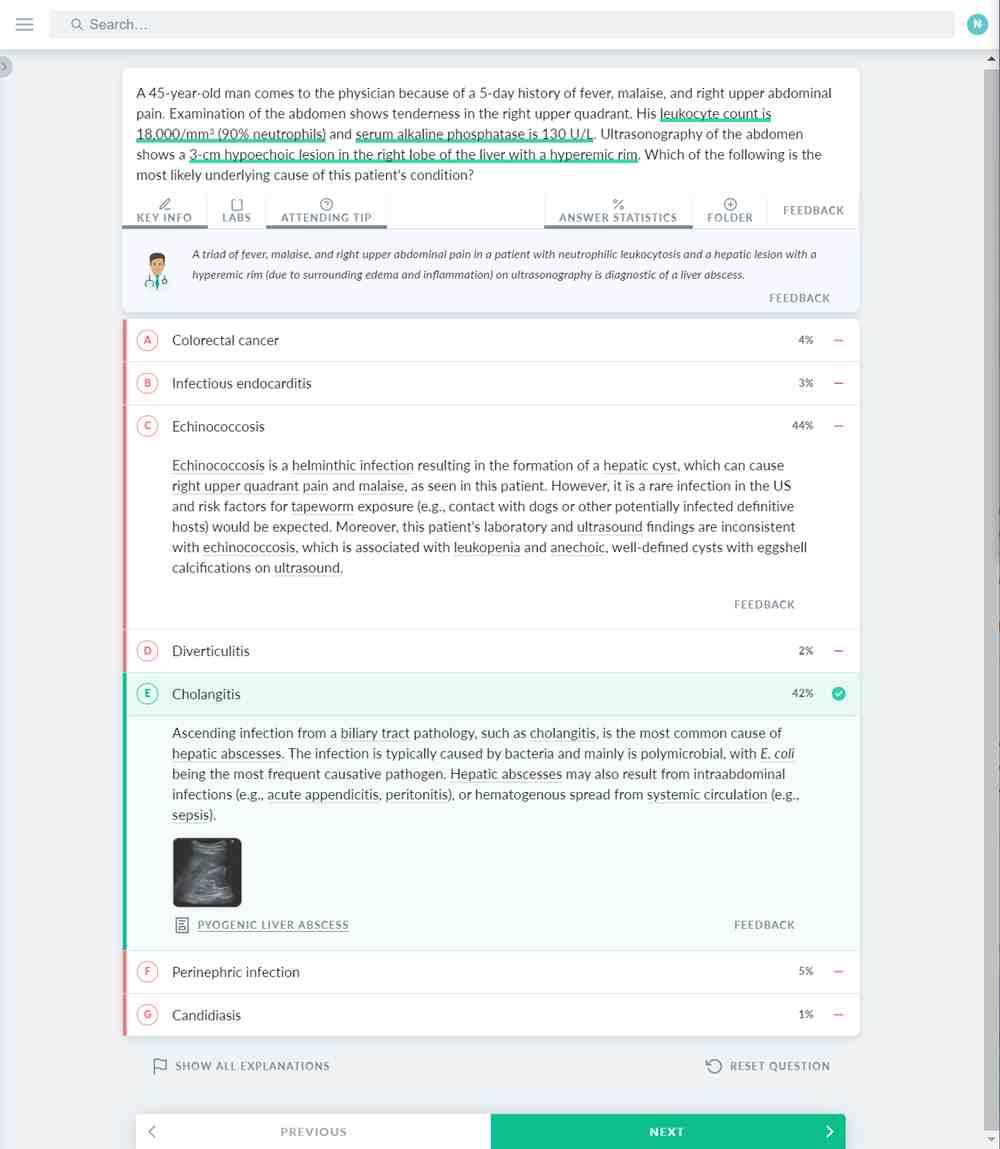 Search...
N
A 45-year-old man comes to the physician because of a 5-day history of fever, malaise, and right upper abdominal
pain. Examination of the abdomen shows tenderness in the right upper quadrant. His leukocyte count is
18,000/mm³ (90% neutrophils) and serum alkaline phosphatase is 130 U/L. Ultrasonography of the abdomen
shows a 3-cm hypoechoic lesion in the right lobe of the liver with a hyperemic rim. Which of the following is the
most likely underlying cause of this patient's condition?
KEY INFO LABS ATTENDING TIP ANSWER STATISTICS FOLDER FEEDBACK
A triad of fever, malaise, and right upper abdominal pain in a patient with neutrophilic leukocytosis and a hepatic lesion with a
hyperemic rim (due to surrounding edema and inflammation) on ultrasonography is diagnostic of a liver abscess.
FEEDBACK
A Colorectal cancer 4%
B Infectious endocarditis 3%
C Echinococcosis 44%
Echinococcosis is a helminthic infection resulting in the formation of a hepatic cyst, which can cause
right upper quadrant pain and malaise, as seen in this patient. However, it is a rare infection in the US
and risk factors for tapeworm exposure (e.g., contact with dogs or other potentially infected definitive
hosts) would be expected. Moreover, this patient's laboratory and ultrasound findings are inconsistent
with echinococcosis, which is associated with leukopenia and anechoic, well-defined cysts with eggshell
calcifications on ultrasound.
FEEDBACK
D Diverticulitis 2%
E Cholangitis 42%
Ascending infection from a biliary tract pathology, such as cholangitis, is the most common cause of
hepatic abscesses. The infection is typically caused by bacteria and mainly is polymicrobial, with E. coli
being the most frequent causative pathogen. Hepatic abscesses may also result from intraabdominal
infections (e.g., acute appendicitis, peritonitis), or hematogenous spread from systemic circulation (e.g.,
sepsis).
PYOGENIC LIVER ABSCESS FEEDBACK
F Perinephric infection 5%
G Candidiasis 1%
SHOW ALL EXPLANATIONS RESET QUESTION
PREVIOUS NEXT